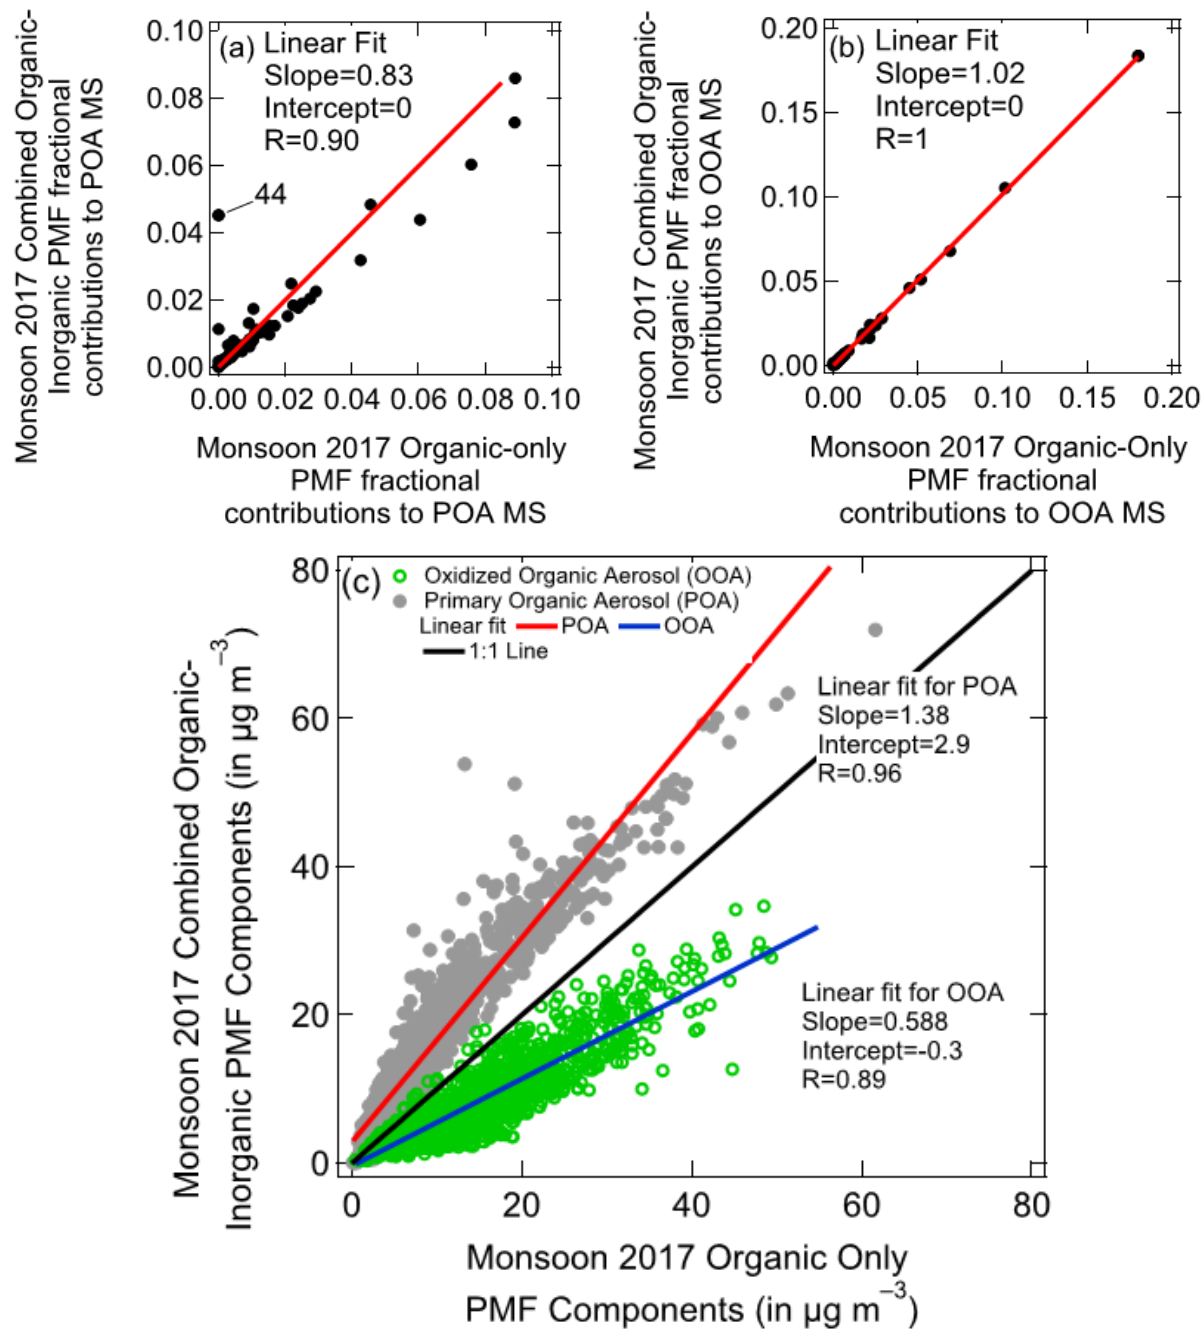 Monsoon 2017 Combined Organic-
Inorganic PMF fractional
contributions to POA MS
0.10
0.08
0.06
0.04
0.02
0.00
(a) Linear Fit
Slope=0.83
Intercept=0
R=0.90
44
0.00 0.02 0.04 0.06 0.08 0.10
Monsoon 2017 Organic-only
PMF fractional
contributions to POA MS
Monsoon 2017 Combined Organic-
Inorganic PMF fractional
contributions to OOA MS
0.20
0.15
0.10
0.05
0.00
(b) Linear Fit
Slope=1.02
Intercept=0
R=1
0.00 0.05 0.10 0.15 0.20
Monsoon 2017 Organic-Only
PMF fractional
contributions to OOA MS
Monsoon 2017 Combined Organic-
Inorganic PMF Components (in µg m⁻³)
80
60
40
20
0
(c) Oxidized Organic Aerosol (OOA)
Primary Organic Aerosol (POA)
Linear fit POA OOA
1:1 Line
Linear fit for POA
Slope=1.38
Intercept=2.9
R=0.96
Linear fit for OOA
Slope=0.588
Intercept=-0.3
R=0.89
0 20 40 60 80
Monsoon 2017 Organic Only
PMF Components (in µg m⁻³)